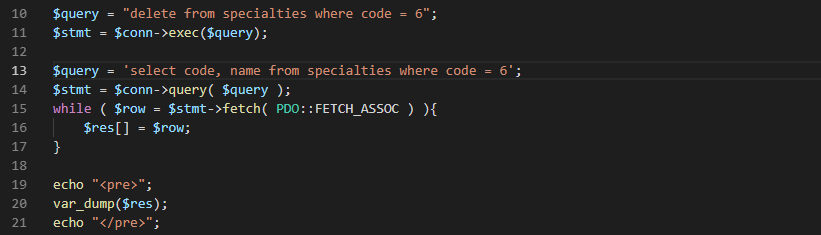 10 $query = "delete from specialties where code = 6";
11 $stmt = $conn->exec($query);
12
13 $query = 'select code, name from specialties where code = 6';
14 $stmt = $conn->query( $query );
15 while ( $row = $stmt->fetch( PDO::FETCH_ASSOC ) ){
16     $res[] = $row;
17 }
18
19 echo "<pre>";
20 var_dump($res);
21 echo "</pre>";